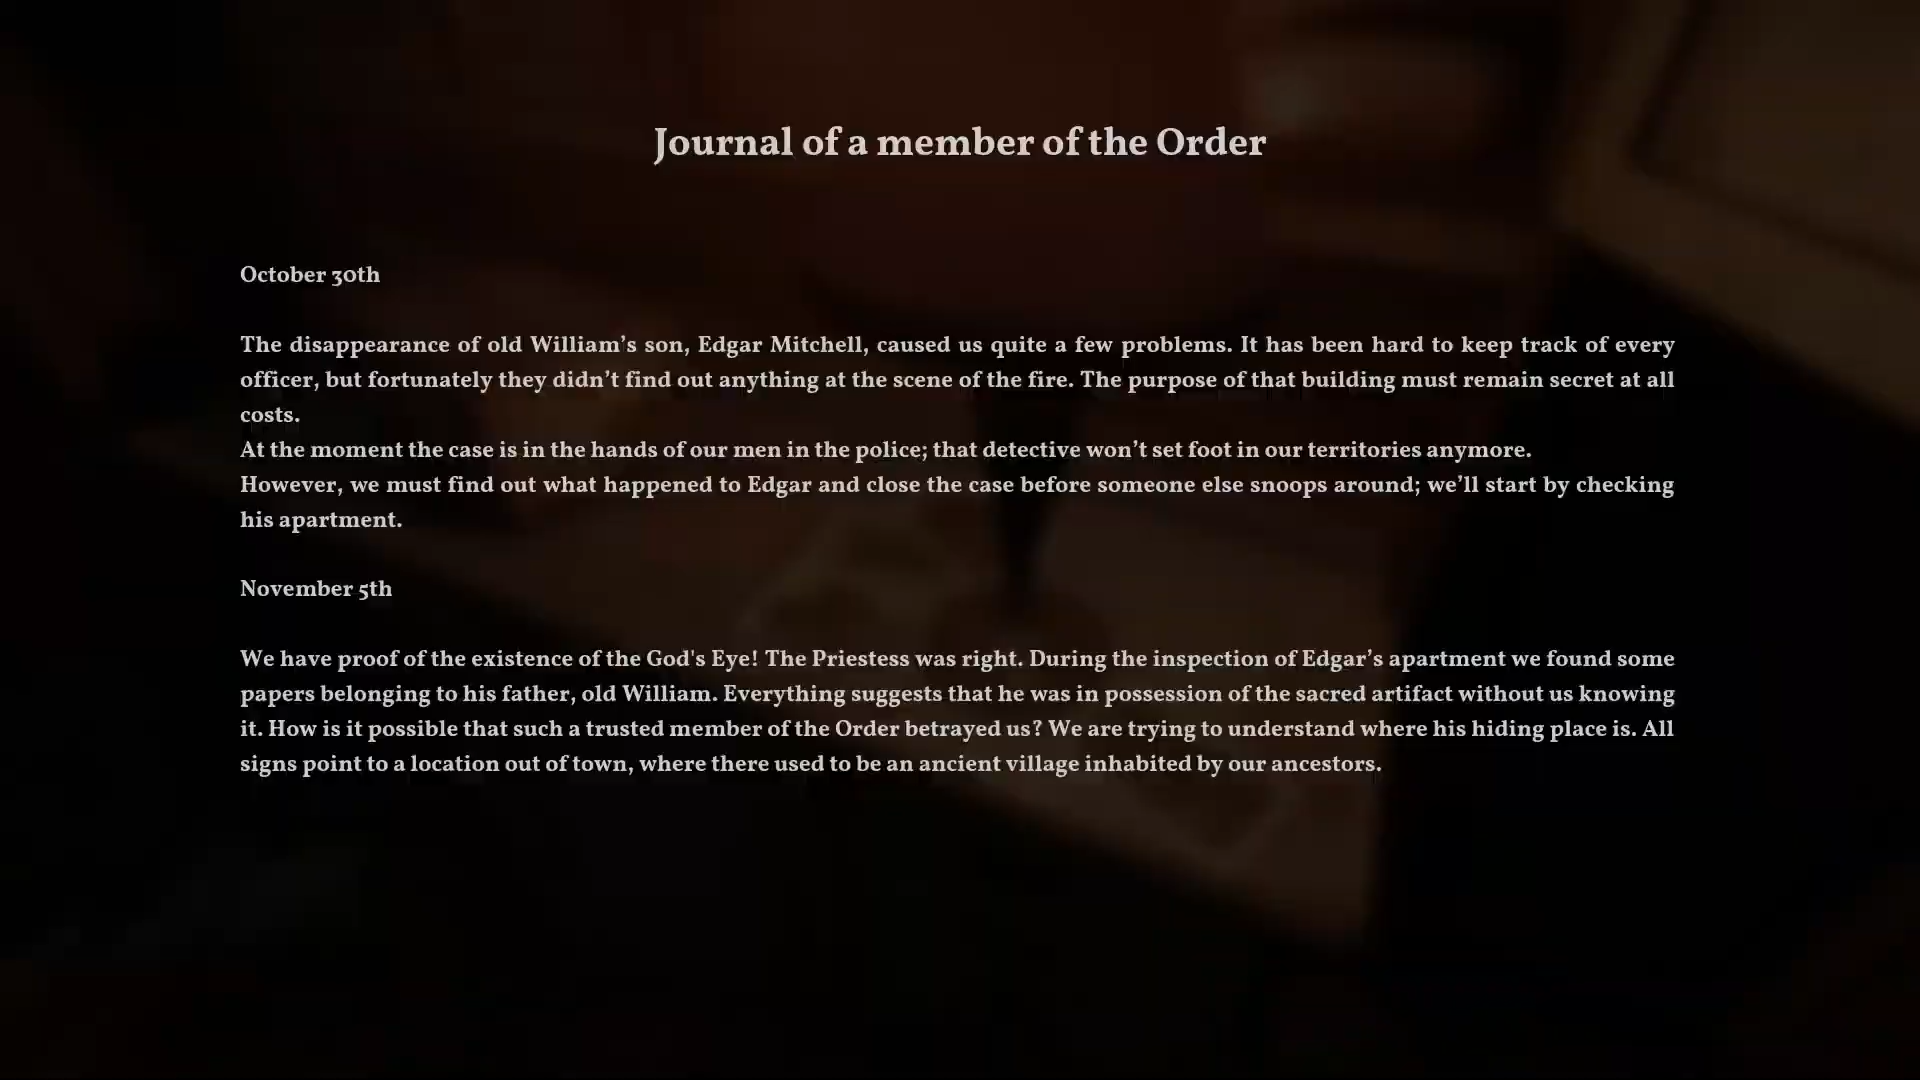 Journal of a member of the Order
October 30th
The disappearance of old William’s son, Edgar Mitchell, caused us quite a few problems. It has been hard to keep track of every
officer, but fortunately they didn’t find out anything at the scene of the fire. The purpose of that building must remain secret at all
costs.
At the moment the case is in the hands of our men in the police; that detective won’t set foot in our territories anymore.
However, we must find out what happened to Edgar and close the case before someone else snoops around; we’ll start by checking
his apartment.
November 5th
We have proof of the existence of the God's Eye! The Priestess was right. During the inspection of Edgar’s apartment we found some
papers belonging to his father, old William. Everything suggests that he was in possession of the sacred artifact without us knowing
it. How is it possible that such a trusted member of the Order betrayed us? We are trying to understand where his hiding place is. All
signs point to a location out of town, where there used to be an ancient village inhabited by our ancestors.